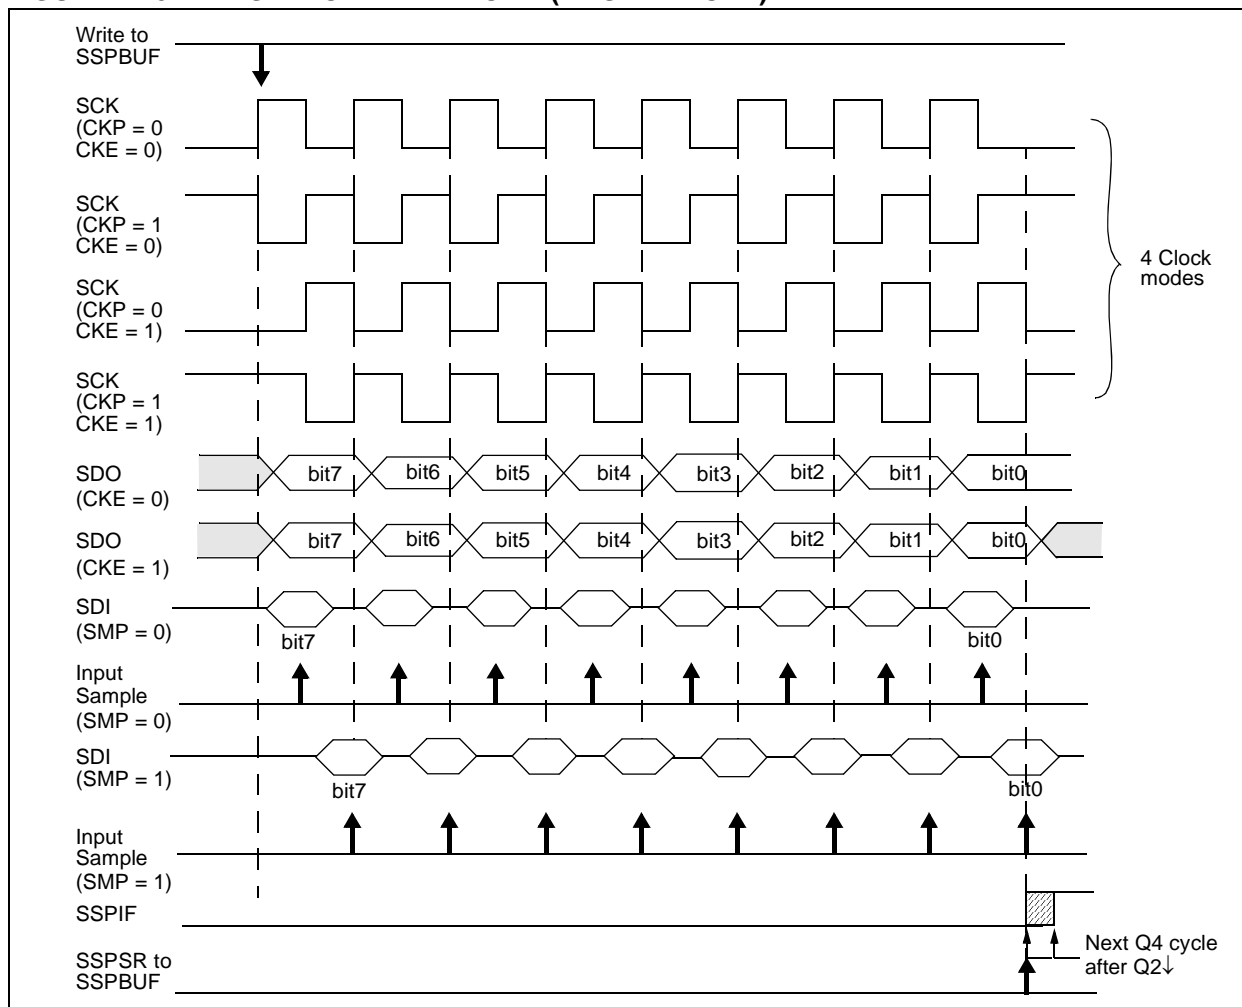 Write to
SSPBUF
SCK
(CKP = 0
CKE = 0)
SCK
(CKP = 1
CKE = 0)
4 Clock
modes
SCK
(CKP = 0
CKE = 1)
SCK
(CKP = 1
CKE = 1)
SDO
(CKE = 0)
bit7 bit6 bit5 bit4 bit3 bit2 bit1 bit0
SDO
(CKE = 1)
bit7 bit6 bit5 bit4 bit3 bit2 bit1 bit0
SDI
(SMP = 0)
bit7 bit0
Input
Sample
(SMP = 0)
SDI
(SMP = 1)
bit7 bit0
Input
Sample
(SMP = 1)
SSPIF
Next Q4 cycle
after Q2↓
SSPSR to
SSPBUF